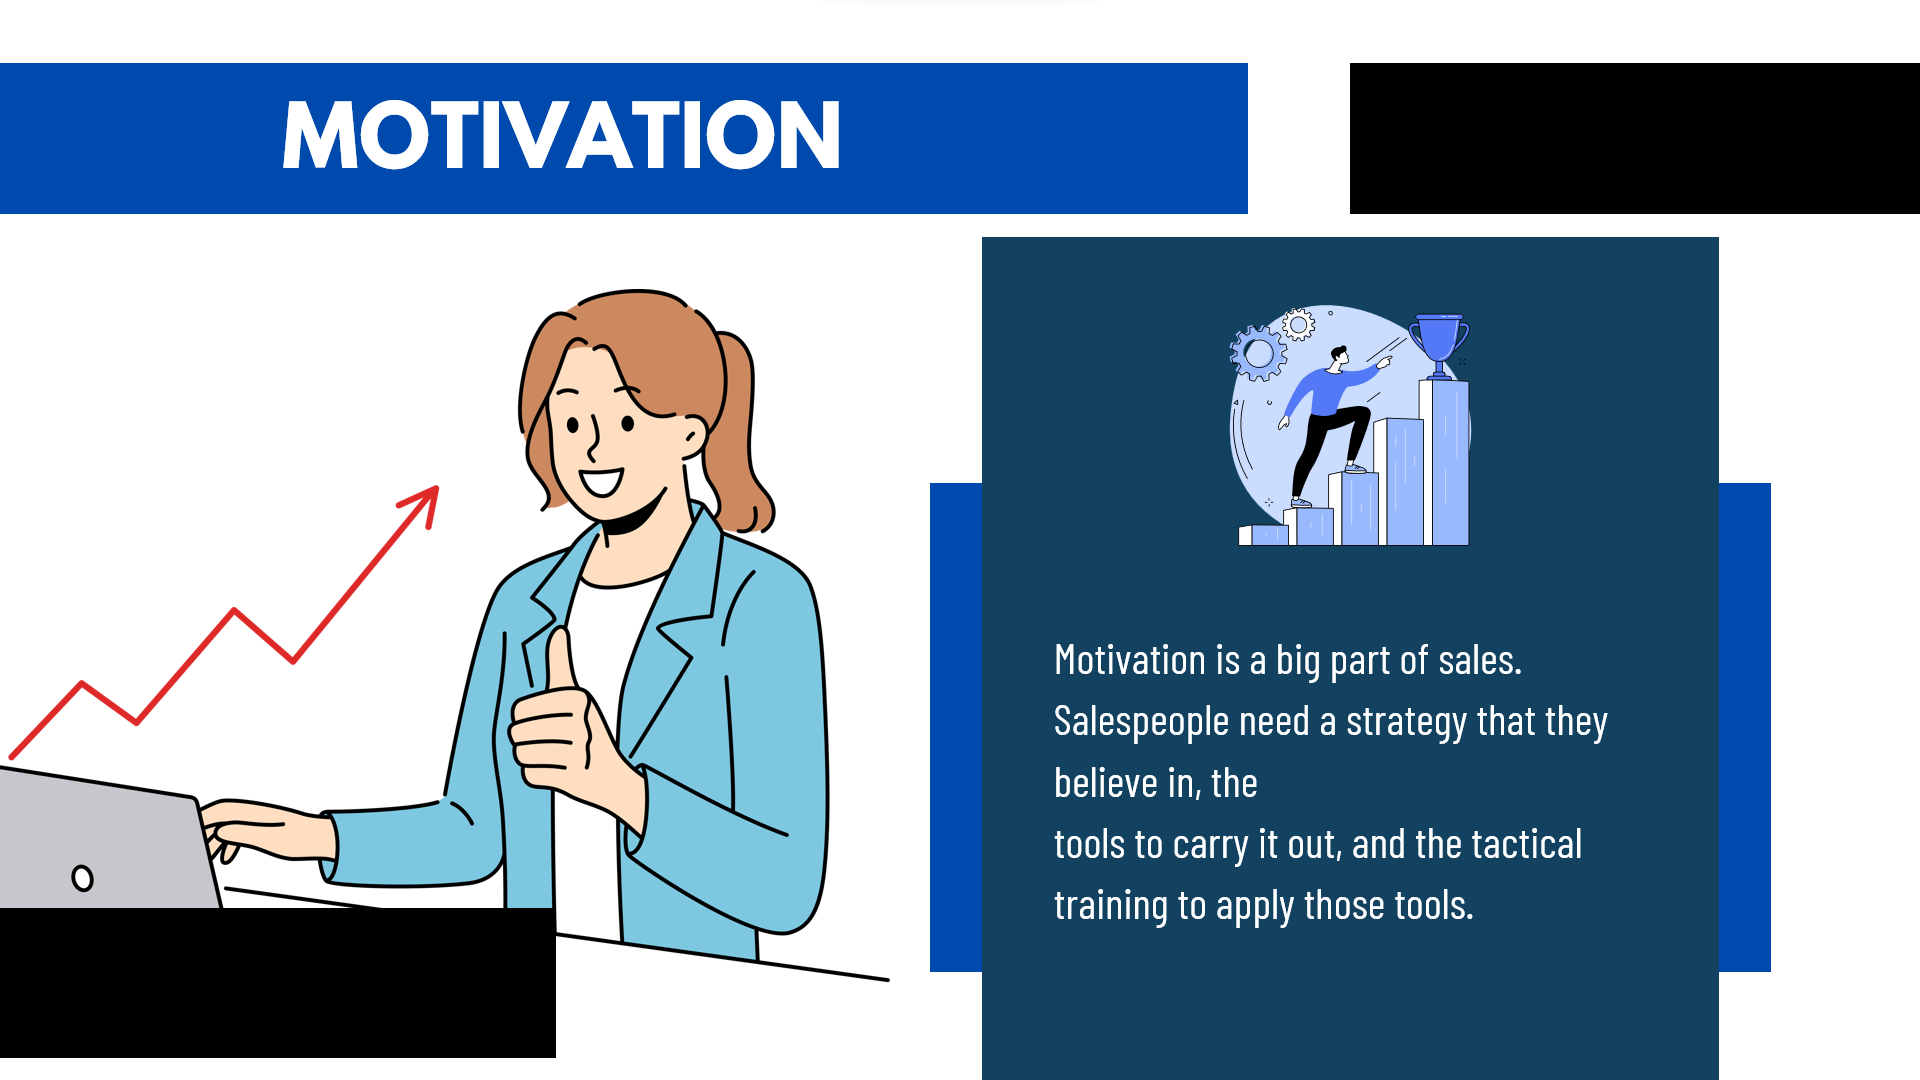 MOTIVATION
Motivation is a big part of sales.
Salespeople need a strategy that they
believe in, the
tools to carry it out, and the tactical
training to apply those tools.